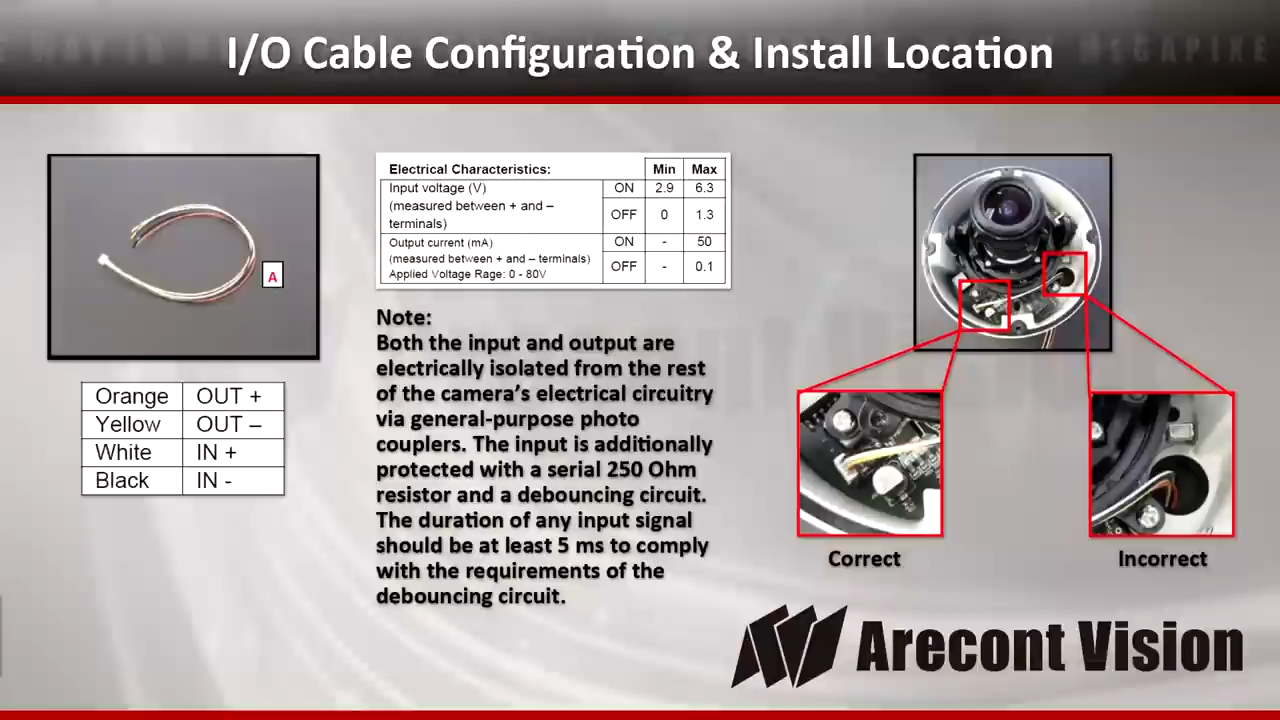 I/O Cable Configuration & Install Location
A
Orange OUT +
Yellow OUT –
White IN +
Black IN -
Electrical Characteristics: Min Max
Input voltage (V) ON 2.9 6.3
(measured between + and –
terminals) OFF 0 1.3
Output current (mA) ON - 50
(measured between + and – terminals)
Applied Voltage Rage: 0 - 80V OFF - 0.1
Note:
Both the input and output are
electrically isolated from the rest
of the camera’s electrical circuitry
via general-purpose photo
couplers. The input is additionally
protected with a serial 250 Ohm
resistor and a debouncing circuit.
The duration of any input signal
should be at least 5 ms to comply
with the requirements of the
debouncing circuit.
Correct
Incorrect
Arecont Vision